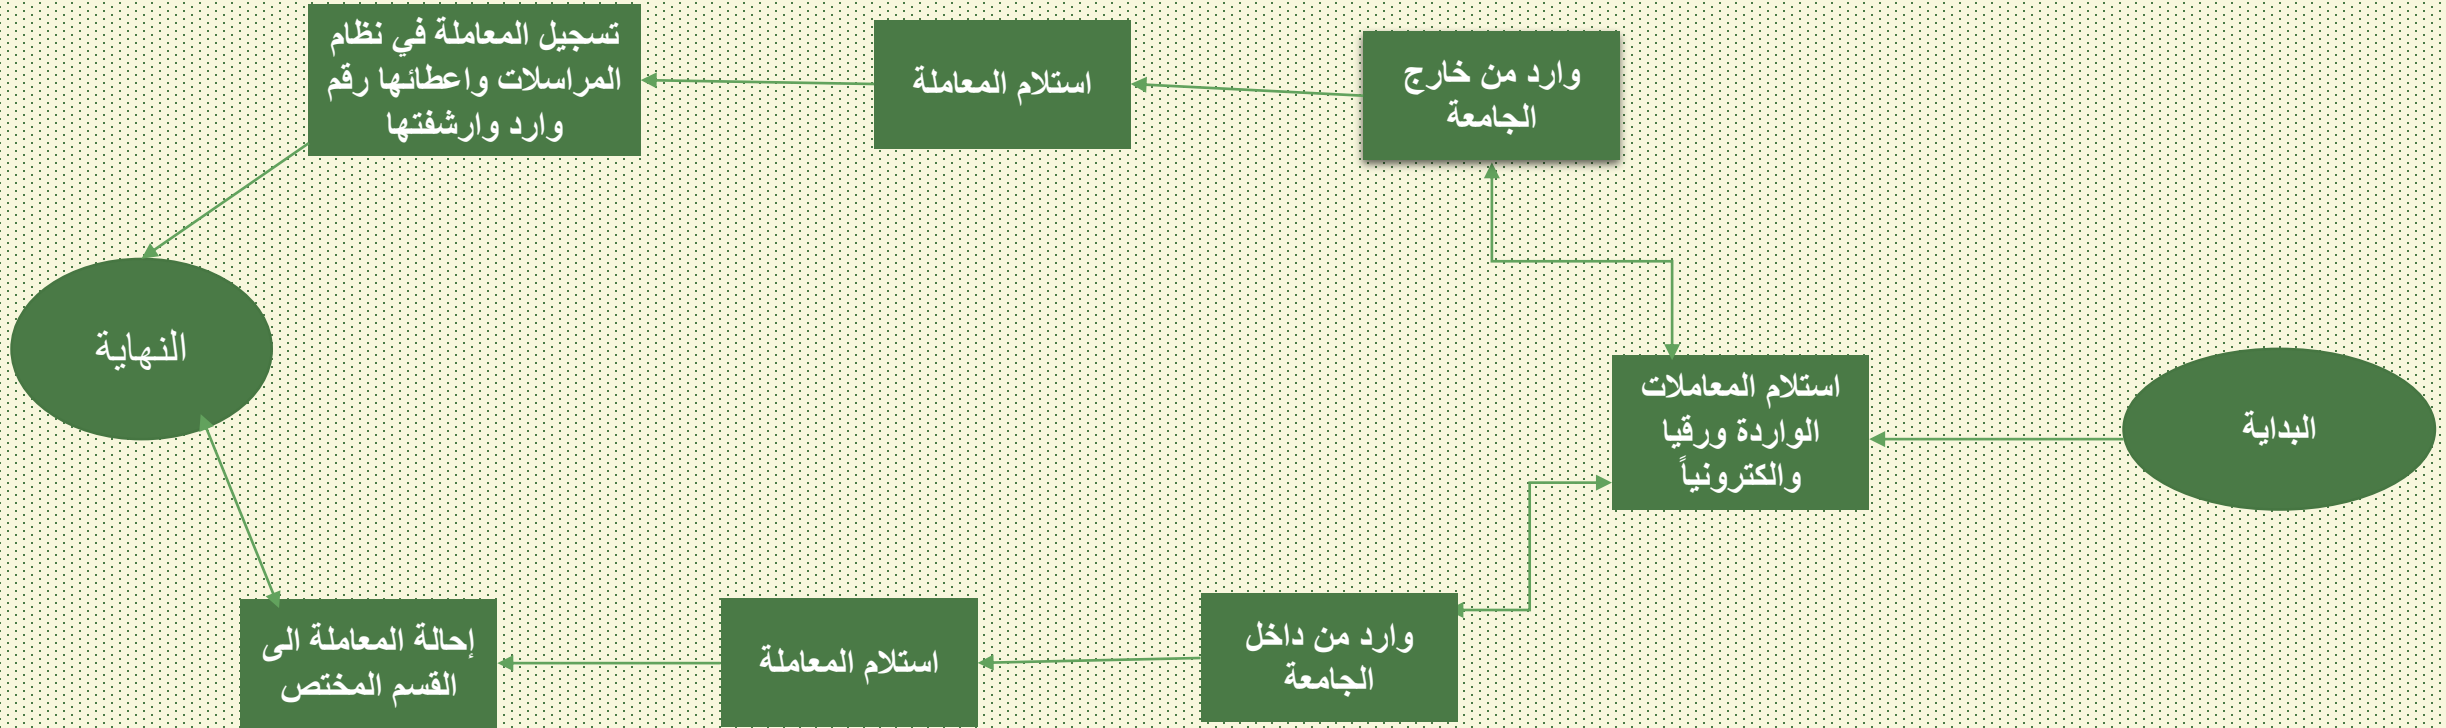 البداية
استلام المعاملات
الواردة ورقيا
والكترونياً
وارد من خارج
الجامعة
استلام المعاملة
تسجيل المعاملة في نظام
المراسلات واعطائها رقم
وارد وارشفتها
النهاية
وارد من داخل
الجامعة
استلام المعاملة
إحالة المعاملة الى
القسم المختص